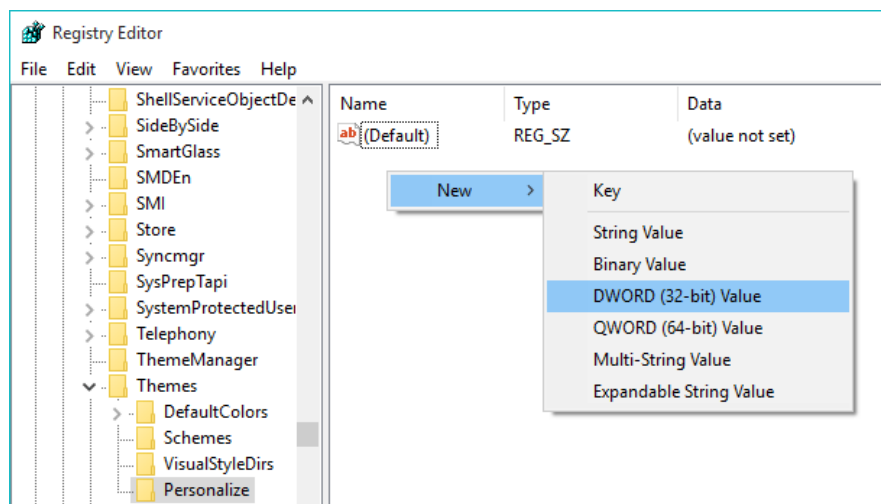 Registry Editor
File Edit View Favorites Help
ShellServiceObjectDe
SideBySide
SmartGlass
SMDEn
SMI
Store
Syncmgr
SysPrepTapi
SystemProtectedUser
Telephony
ThemeManager
Themes
DefaultColors
Schemes
VisualStyleDirs
Personalize
Name Type Data
ab (Default) REG_SZ (value not set)
New
Key
String Value
Binary Value
DWORD (32-bit) Value
QWORD (64-bit) Value
Multi-String Value
Expandable String Value